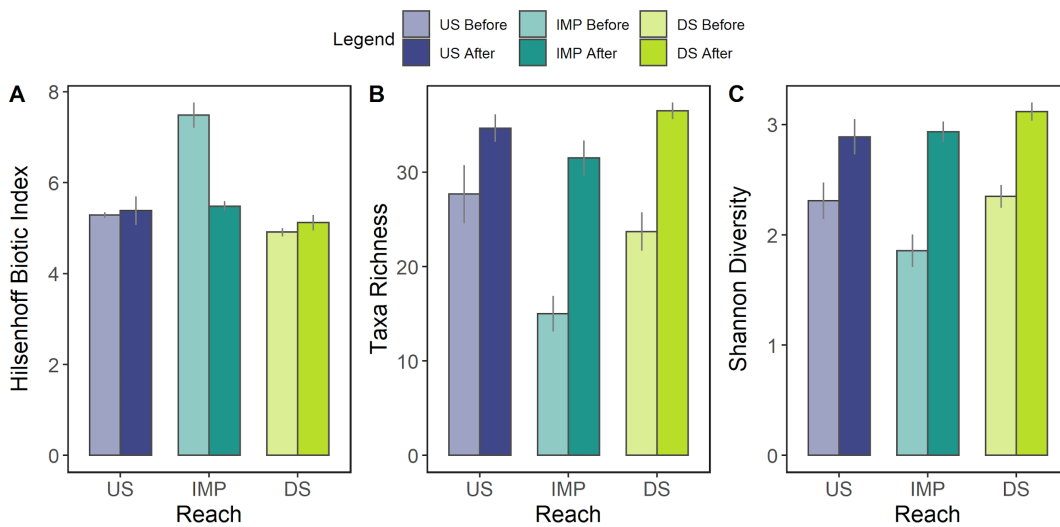 Legend
US Before
IMP Before
DS Before
US After
IMP After
DS After
A
Hilsenhoff Biotic Index
8
6
4
2
0
US IMP DS
Reach
B
Taxa Richness
30
20
10
0
US IMP DS
Reach
C
Shannon Diversity
3
2
1
0
US IMP DS
Reach